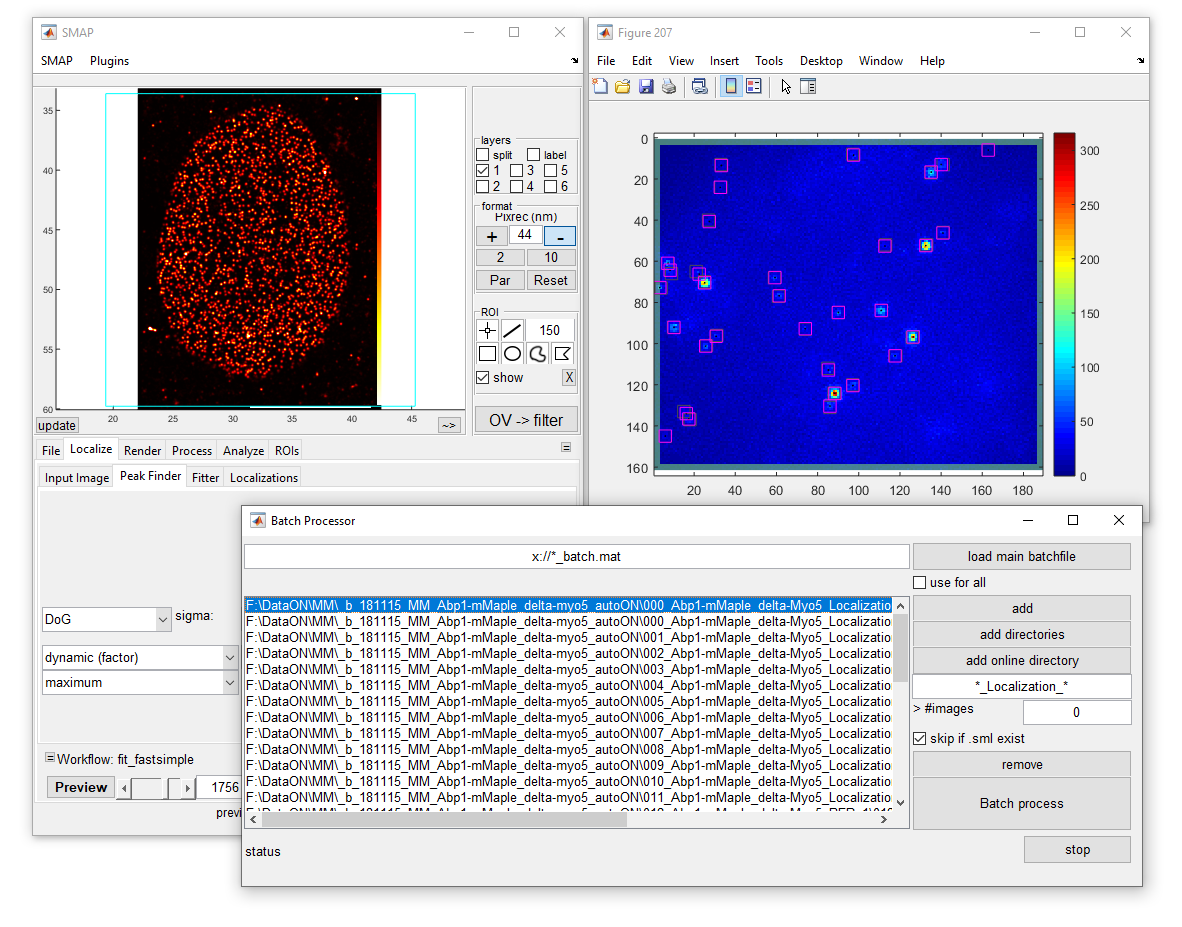 SMAP
SMAP Plugins
35
40
45
50
55
60
20 25 30 35 40 45
update
~>
layers
split label
1 3 5
2 4 6
format
Pixrec (nm)
+ 44 -
2 10
Par Reset
ROI
150
show X
OV -> filter
File Localize Render Process Analyze ROIs
Input Image Peak Finder Fitter Localizations
DoG sigma:
dynamic (factor)
maximum
Workflow: fit_fastsimple
Preview 1756
Figure 207
File Edit View Insert Tools Desktop Window Help
0
20
40
60
80
100
120
140
160
20 40 60 80 100 120 140 160 180
300
250
200
150
100
50
0
Batch Processor
x://*_batch.mat
F:\DataON\MM\_b_181115_MM_Abp1-mMaple_delta-myo5_autoON\000_Abp1-mMaple_delta-Myo5_Localizatio
F:\DataON\MM\_b_181115_MM_Abp1-mMaple_delta-myo5_autoON\000_Abp1-mMaple_delta-Myo5_Localization
F:\DataON\MM\_b_181115_MM_Abp1-mMaple_delta-myo5_autoON\001_Abp1-mMaple_delta-Myo5_Localizatio
F:\DataON\MM\_b_181115_MM_Abp1-mMaple_delta-myo5_autoON\002_Abp1-mMaple_delta-Myo5_Localizatio
F:\DataON\MM\_b_181115_MM_Abp1-mMaple_delta-myo5_autoON\003_Abp1-mMaple_delta-Myo5_Localizatio
F:\DataON\MM\_b_181115_MM_Abp1-mMaple_delta-myo5_autoON\004_Abp1-mMaple_delta-Myo5_Localizatio
F:\DataON\MM\_b_181115_MM_Abp1-mMaple_delta-myo5_autoON\005_Abp1-mMaple_delta-Myo5_Localizatio
F:\DataON\MM\_b_181115_MM_Abp1-mMaple_delta-myo5_autoON\006_Abp1-mMaple_delta-Myo5_Localizatio
F:\DataON\MM\_b_181115_MM_Abp1-mMaple_delta-myo5_autoON\007_Abp1-mMaple_delta-Myo5_Localizatio
F:\DataON\MM\_b_181115_MM_Abp1-mMaple_delta-myo5_autoON\008_Abp1-mMaple_delta-Myo5_Localizatio
F:\DataON\MM\_b_181115_MM_Abp1-mMaple_delta-myo5_autoON\009_Abp1-mMaple_delta-Myo5_Localizatio
F:\DataON\MM\_b_181115_MM_Abp1-mMaple_delta-myo5_autoON\010_Abp1-mMaple_delta-Myo5_Localizatio
F:\DataON\MM\_b_181115_MM_Abp1-mMaple_delta-myo5_autoON\011_Abp1-mMaple_delta-Myo5_Localizatio
status
load main batchfile
use for all
add
add directories
add online directory
*_Localization_*
> #images 0
skip if .sml exist
remove
Batch process
stop